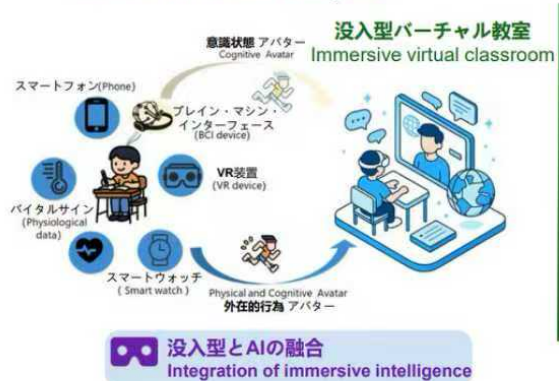 意識状態 アバター
Cognitive Avatar
没入型バーチャル教室
Immersive virtual classroom
スマートフォン(Phone)
ブレイン・マシン・
インターフェース
(BCI device)
VR装置
(VR device)
バイタルサイン
(Physiological
data)
スマートウォッチ
( Smart watch )
Physical and Cognitive Avatar
外在的行為 アバター
没入型とAIの融合
Integration of immersive intelligence